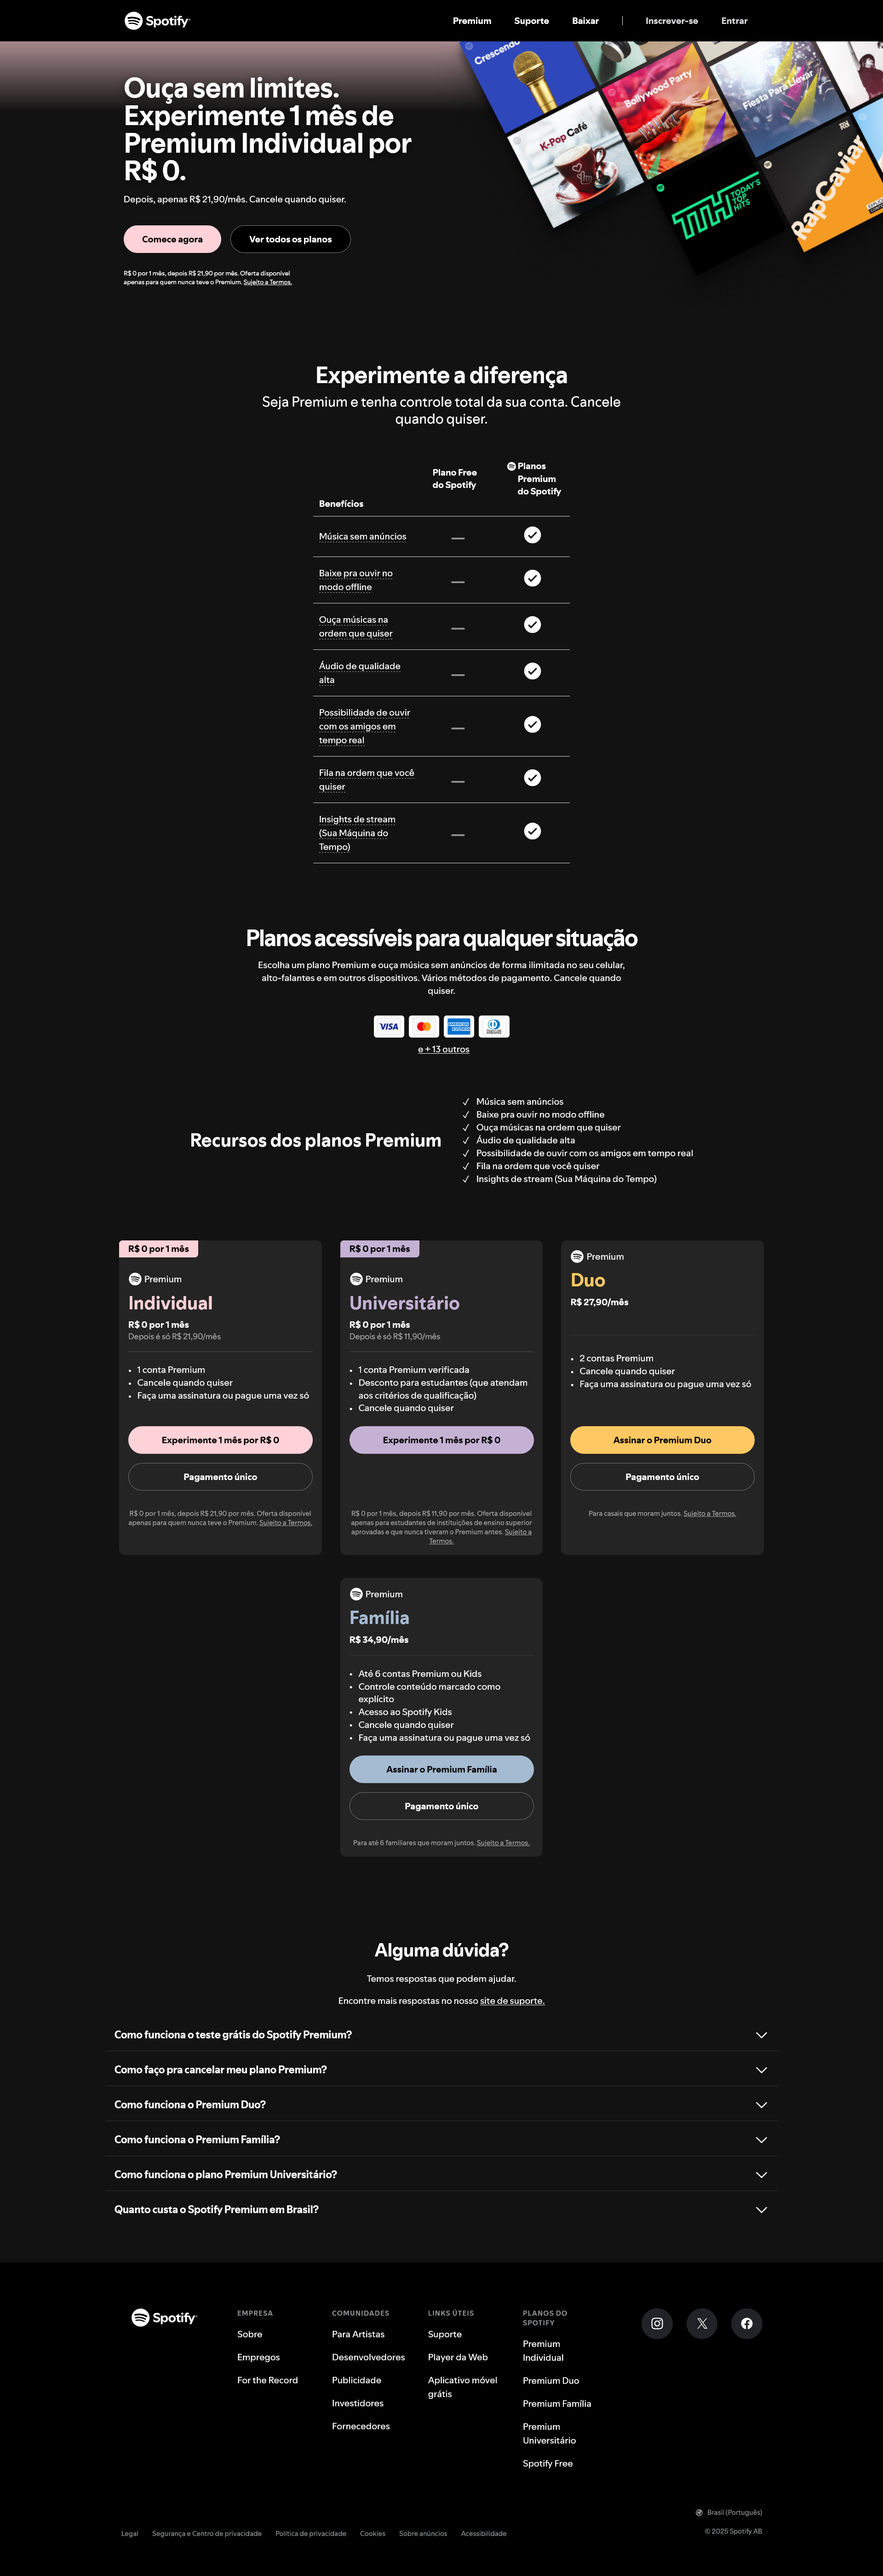 Spotify
Premium
Suporte
Baixar
Inscrever-se
Entrar
Ouça sem limites.
Experimente 1 mês de
Premium Individual por
R$ 0.
Depois, apenas R$ 21,90/mês. Cancele quando quiser.
Comece agora
Ver todos os planos
R$ 0 por 1 mês, depois R$ 21,90 por mês. Oferta disponível
apenas para quem nunca teve o Premium. Sujeito a Termos.
Crescendo
K-Pop Café
Bollywood Party
Fiesta Para Llevar
TODAY'S
TOP
HITS
RapCaviar
Experimente a diferença
Seja Premium e tenha controle total da sua conta. Cancele
quando quiser.
Benefícios
Plano Free
do Spotify
Planos
Premium
do Spotify
Música sem anúncios
Baixe pra ouvir no
modo offline
Ouça músicas na
ordem que quiser
Áudio de qualidade
alta
Possibilidade de ouvir
com os amigos em
tempo real
Fila na ordem que você
quiser
Insights de stream
(Sua Máquina do
Tempo)
Planos acessíveis para qualquer situação
Escolha um plano Premium e ouça música sem anúncios de forma ilimitada no seu celular,
alto-falantes e em outros dispositivos. Vários métodos de pagamento. Cancele quando
quiser.
VISA
AMERICAN
EXPRESS
e + 13 outros
Recursos dos planos Premium
Música sem anúncios
Baixe pra ouvir no modo offline
Ouça músicas na ordem que quiser
Áudio de qualidade alta
Possibilidade de ouvir com os amigos em tempo real
Fila na ordem que você quiser
Insights de stream (Sua Máquina do Tempo)
R$ 0 por 1 mês
Premium
Individual
R$ 0 por 1 mês
Depois é só R$ 21,90/mês
1 conta Premium
Cancele quando quiser
Faça uma assinatura ou pague uma vez só
Experimente 1 mês por R$ 0
Pagamento único
R$ 0 por 1 mês, depois R$ 21,90 por mês. Oferta disponível
apenas para quem nunca teve o Premium. Sujeito a Termos.
R$ 0 por 1 mês
Premium
Universitário
R$ 0 por 1 mês
Depois é só R$ 11,90/mês
1 conta Premium verificada
Desconto para estudantes (que atendam
aos critérios de qualificação)
Cancele quando quiser
Experimente 1 mês por R$ 0
R$ 0 por 1 mês, depois R$ 11,90 por mês. Oferta disponível
apenas para estudantes de instituições de ensino superior
aprovadas e que nunca tiveram o Premium antes. Sujeito a
Termos.
Premium
Duo
R$ 27,90/mês
2 contas Premium
Cancele quando quiser
Faça uma assinatura ou pague uma vez só
Assinar o Premium Duo
Pagamento único
Para casais que moram juntos. Sujeito a Termos.
Premium
Família
R$ 34,90/mês
Até 6 contas Premium ou Kids
Controle conteúdo marcado como
explícito
Acesso ao Spotify Kids
Cancele quando quiser
Faça uma assinatura ou pague uma vez só
Assinar o Premium Família
Pagamento único
Para até 6 familiares que moram juntos. Sujeito a Termos.
Alguma dúvida?
Temos respostas que podem ajudar.
Encontre mais respostas no nosso site de suporte.
Como funciona o teste grátis do Spotify Premium?
Como faço pra cancelar meu plano Premium?
Como funciona o Premium Duo?
Como funciona o Premium Família?
Como funciona o plano Premium Universitário?
Quanto custa o Spotify Premium em Brasil?
Spotify
EMPRESA
Sobre
Empregos
For the Record
COMUNIDADES
Para Artistas
Desenvolvedores
Publicidade
Investidores
Fornecedores
LINKS ÚTEIS
Suporte
Player da Web
Aplicativo móvel
grátis
PLANOS DO
SPOTIFY
Premium
Individual
Premium Duo
Premium Família
Premium
Universitário
Spotify Free
Brasil (Português)
Legal
Segurança e Centro de privacidade
Política de privacidade
Cookies
Sobre anúncios
Acessibilidade
© 2025 Spotify AB